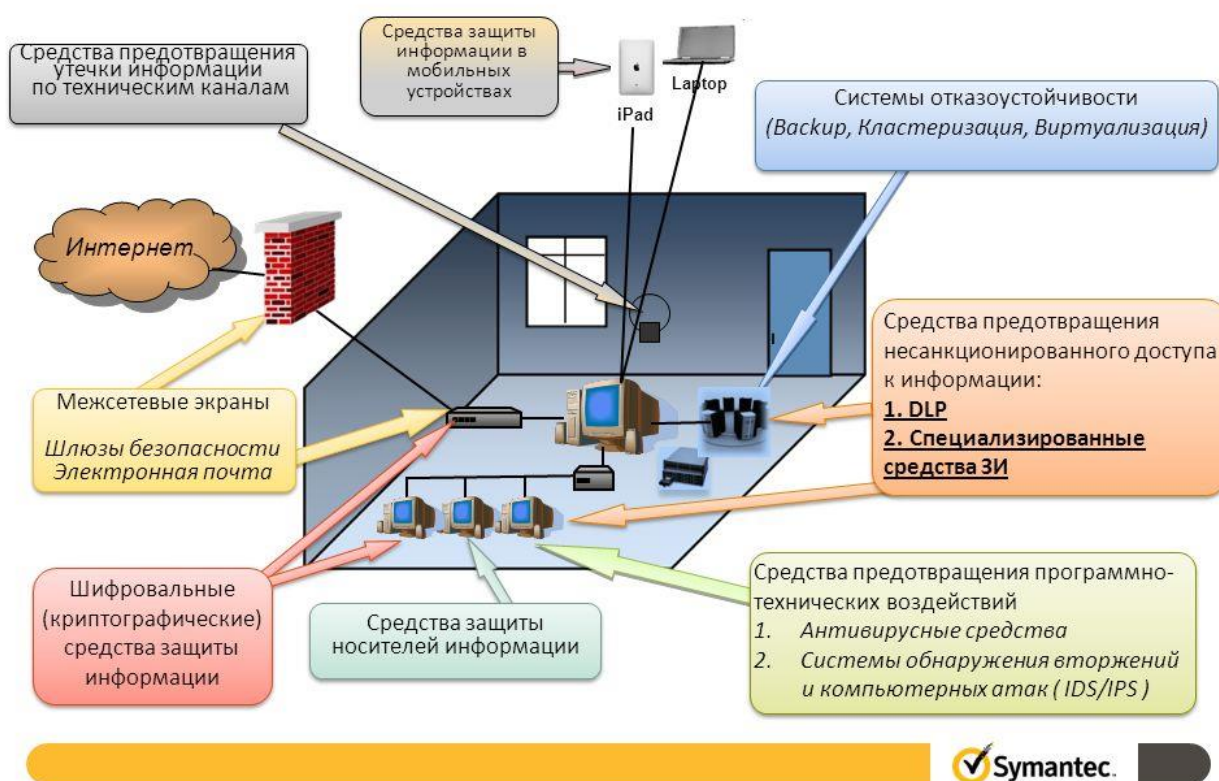 Средства предотвращения
утечки информации
по техническим каналам
Средства защиты
информации в
мобильных
устройствах
iPad
Laptop
Системы отказоустойчивости
(Backup, Кластеризация, Виртуализация)
Интернет
Межсетевые экраны
Шлюзы безопасности
Электронная почта
Средства предотвращения
несанкционированного доступа
к информации:
1. DLP
2. Специализированные
средства ЗИ
Шифровальные
(криптографические)
средства защиты
информации
Средства защиты
носителей информации
Средства предотвращения программно-
технических воздействий
1. Антивирусные средства
2. Системы обнаружения вторжений
и компьютерных атак ( IDS/IPS )
Symantec.